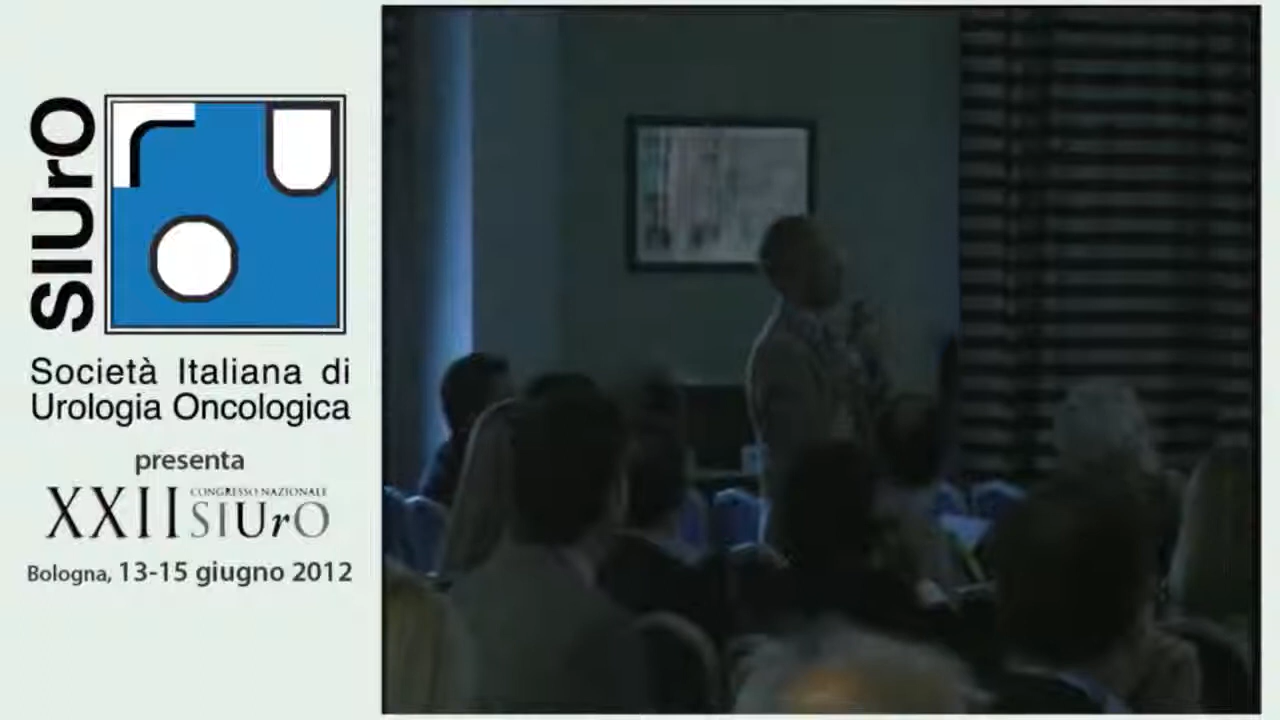 SIUrO
Società Italiana di
Urologia Oncologica
presenta
XXII CONGRESSO NAZIONALE
SIUrO
Bologna, 13-15 giugno 2012